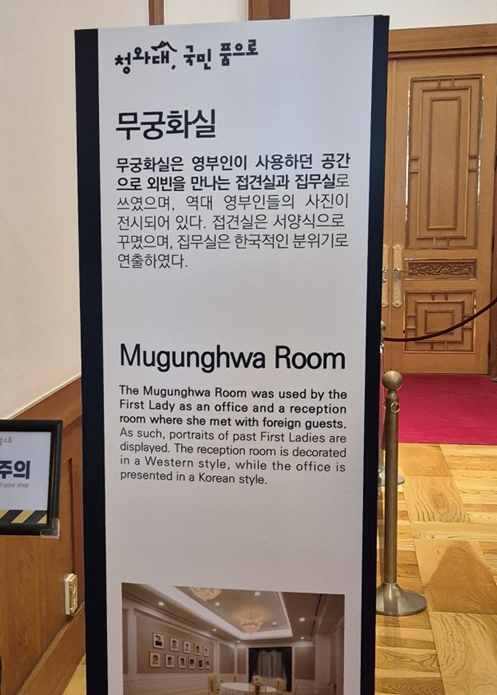 청와대, 국민 품으로
무궁화실
무궁화실은 영부인이 사용하던 공간
으로 외빈을 만나는 접견실과 집무실로
쓰였으며, 역대 영부인들의 사진이
전시되어 있다. 접견실은 서양식으로
꾸몄으며, 집무실은 한국적인 분위기로
연출하였다.
Mugunghwa Room
The Mugunghwa Room was used by the
First Lady as an office and a reception
room where she met with foreign guests.
As such, portraits of past First Ladies are
displayed. The reception room is decorated
in a Western style, while the office is
presented in a Korean style.
주의
your step